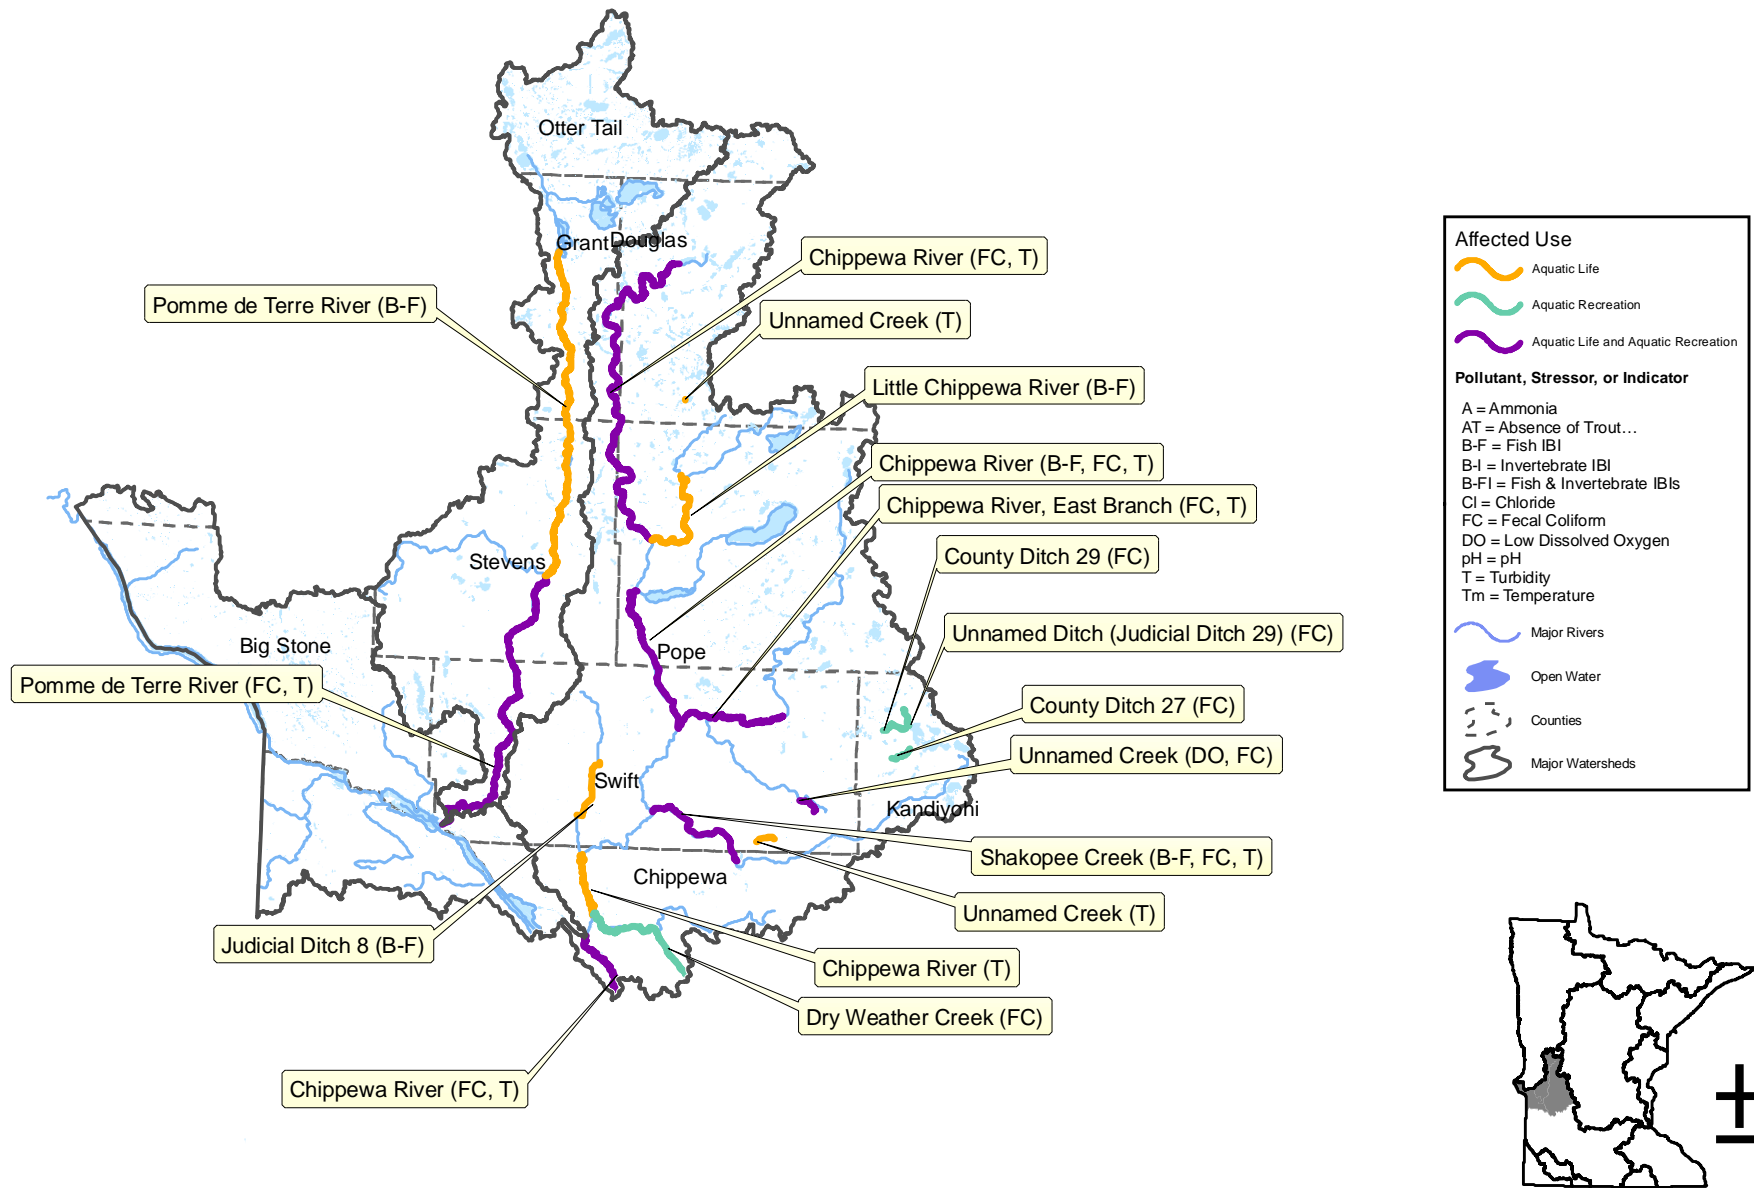 Otter Tail
Grant
Douglas
Chippewa River (FC, T)
Pomme de Terre River (B-F)
Unnamed Creek (T)
Little Chippewa River (B-F)
Chippewa River (B-F, FC, T)
Chippewa River, East Branch (FC, T)
County Ditch 29 (FC)
Stevens
Unnamed Ditch (Judicial Ditch 29) (FC)
Big Stone
Pope
Pomme de Terre River (FC, T)
County Ditch 27 (FC)
Unnamed Creek (DO, FC)
Swift
Kandiyohi
Shakopee Creek (B-F, FC, T)
Chippewa
Unnamed Creek (T)
Judicial Ditch 8 (B-F)
Chippewa River (T)
Dry Weather Creek (FC)
Chippewa River (FC, T)
Affected Use
Aquatic Life
Aquatic Recreation
Aquatic Life and Aquatic Recreation
Pollutant, Stressor, or Indicator
A = Ammonia
AT = Absence of Trout...
B-F = Fish IBI
B-I = Invertebrate IBI
B-FI = Fish & Invertebrate IBIs
Cl = Chloride
FC = Fecal Coliform
DO = Low Dissolved Oxygen
pH = pH
T = Turbidity
Tm = Temperature
Major Rivers
Open Water
Counties
Major Watersheds